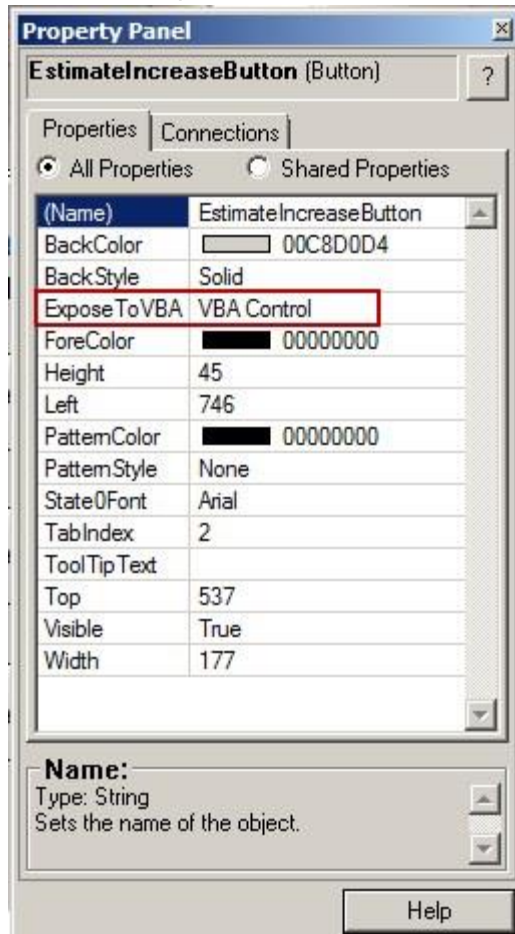 Property Panel
EstimateIncreaseButton (Button) ?
Properties Connections
All Properties Shared Properties
(Name) EstimateIncreaseButton
BackColor 00C8D0D4
BackStyle Solid
ExposeToVBA VBA Control
ForeColor 00000000
Height 45
Left 746
PatternColor 00000000
PatternStyle None
State0Font Arial
TabIndex 2
ToolTipText
Top 537
Visible True
Width 177
Name:
Type: String
Sets the name of the object.
Help